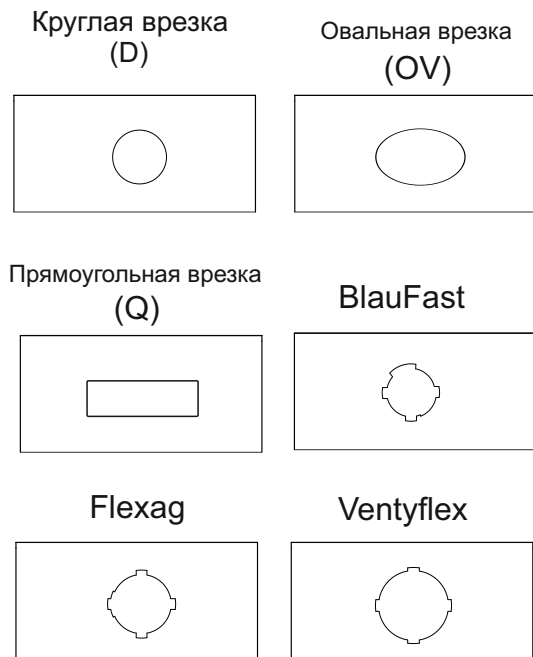 Круглая врезка
(D)
Овальная врезка
(OV)
Прямоугольная врезка
(Q)
BlauFast
Flexag
Ventyflex